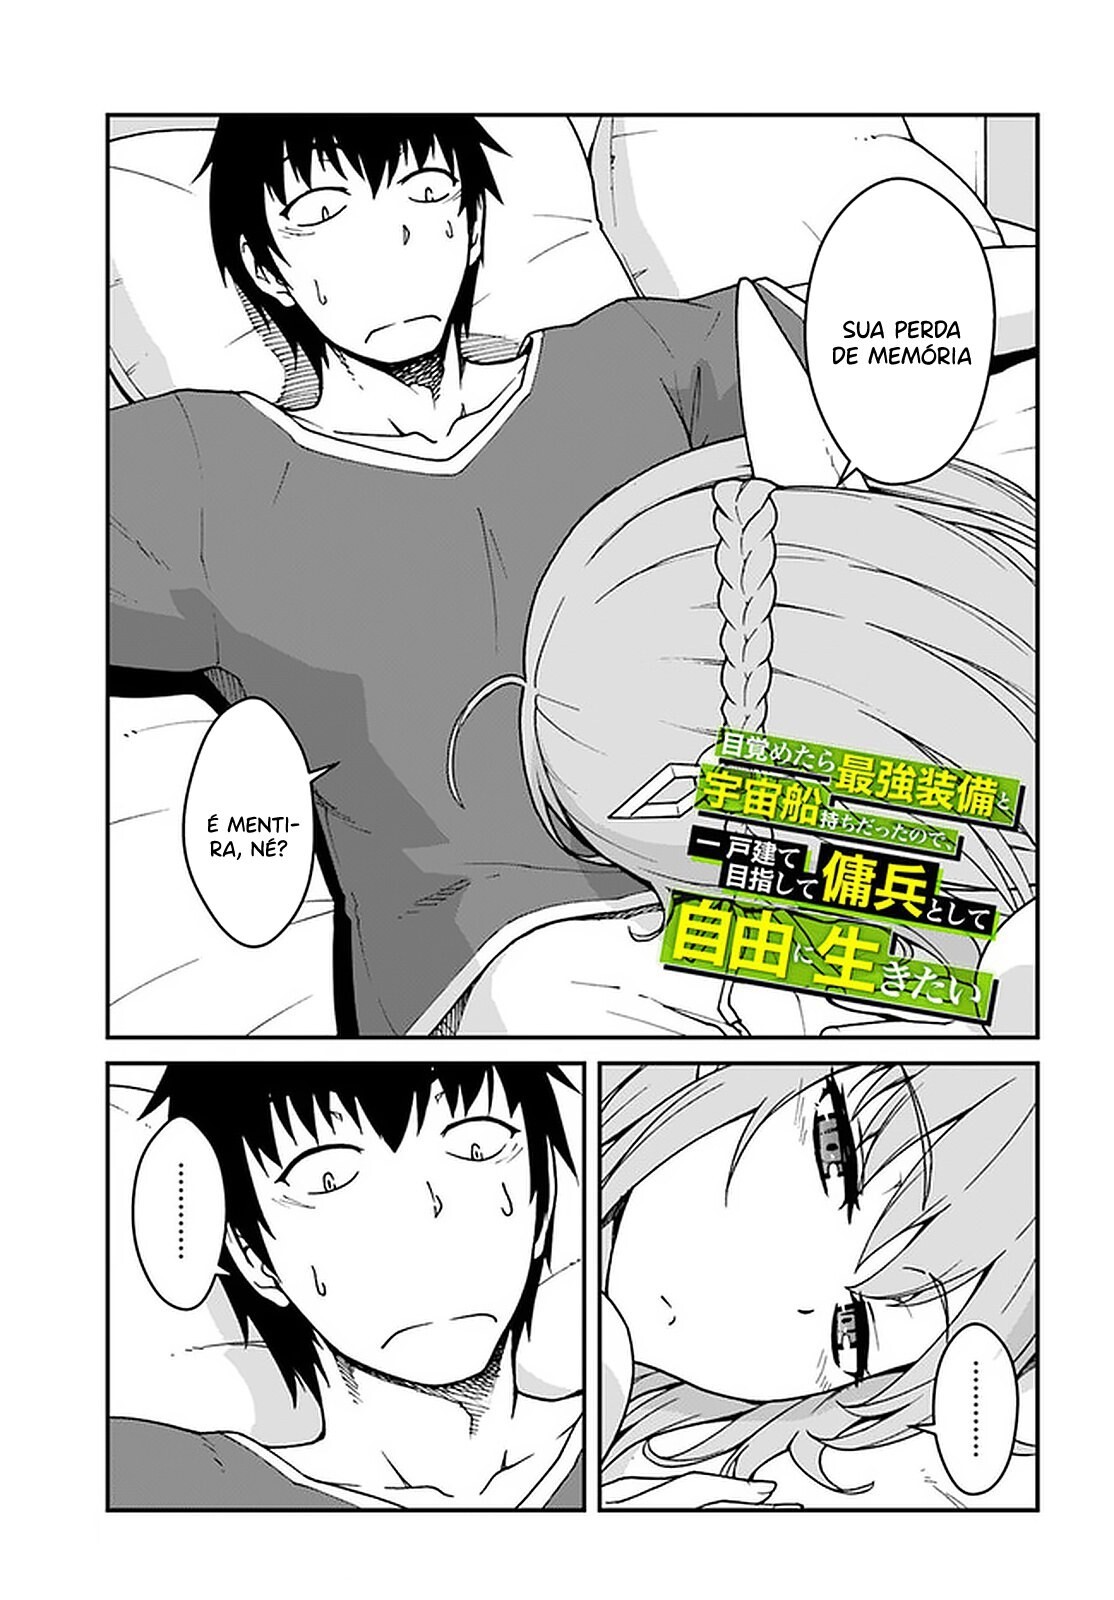 SUA PERDA
DE MEMÓRIA
É MENTI-
RA, NÉ?
目覚めたら最強装備と
宇宙船持ちだったので、
一戸建て
目指して傭兵として
自由に生きたい
………
………